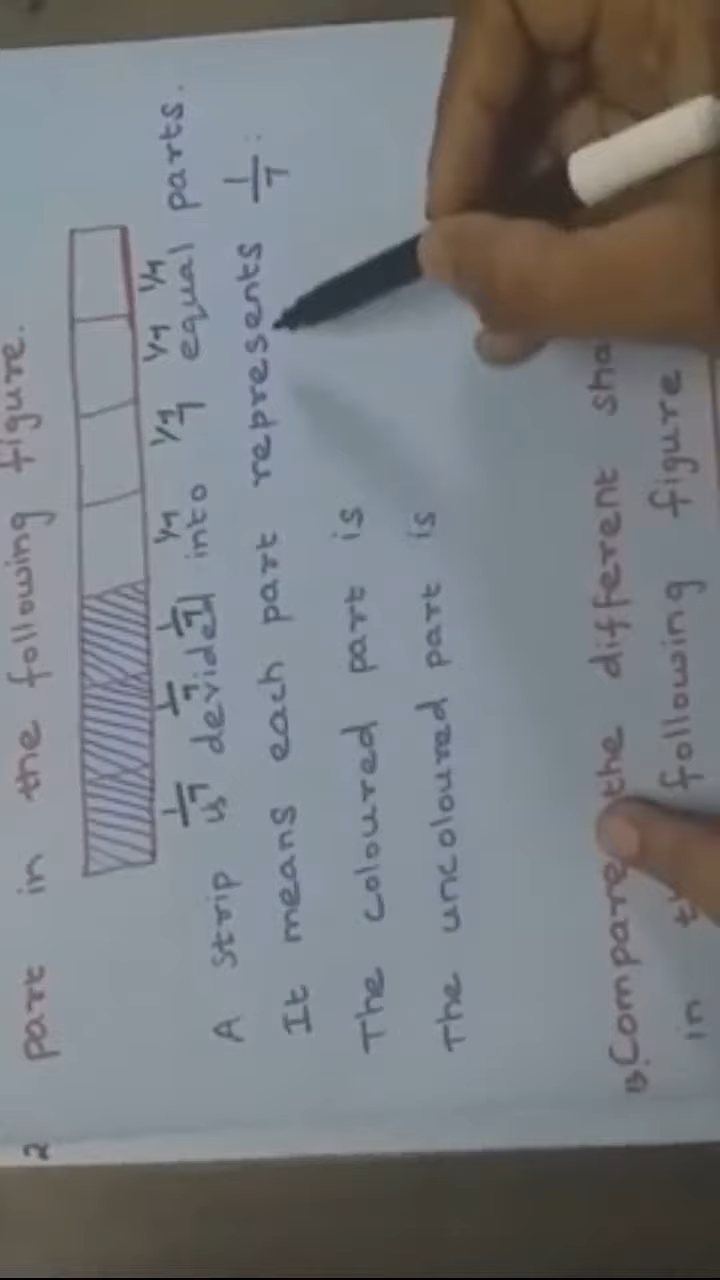 2 part in the following figure.
1/7 1/7 1/7 1/7 1/7 1/7 1/7
A strip is devided into 7 equal parts.
It means each part represents 1/7:
The coloured part is
The uncoloured part is
B. Compare the different sha
in following figure